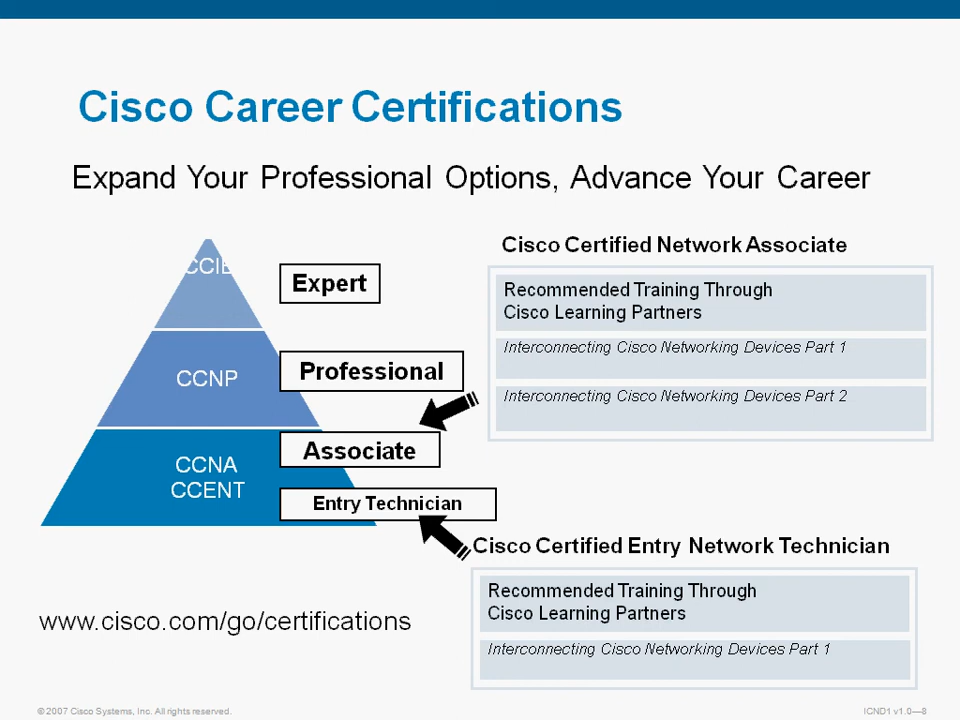 Cisco Career Certifications
Expand Your Professional Options, Advance Your Career
CCIE
Expert
CCNP
Professional
CCNA
CCENT
Associate
Entry Technician
Cisco Certified Network Associate
Recommended Training Through
Cisco Learning Partners
Interconnecting Cisco Networking Devices Part 1
Interconnecting Cisco Networking Devices Part 2
Cisco Certified Entry Network Technician
Recommended Training Through
Cisco Learning Partners
Interconnecting Cisco Networking Devices Part 1
www.cisco.com/go/certifications
© 2007 Cisco Systems, Inc. All rights reserved.
ICND1 v1.0—8